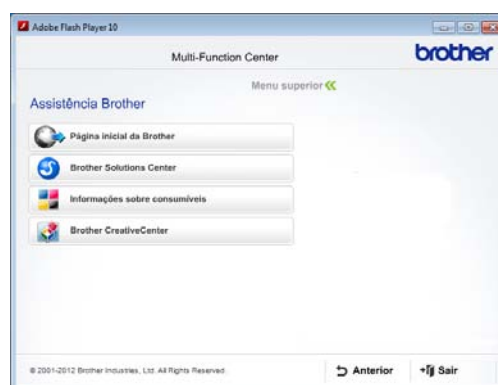 Adobe Flash Player 10
Multi-Function Center
brother
Menu superior
Assistência Brother
Página inicial da Brother
Brother Solutions Center
Informações sobre consumíveis
Brother CreativeCenter
© 2001-2012 Brother Industries, Ltd. All Rights Reserved.
Anterior
Sair